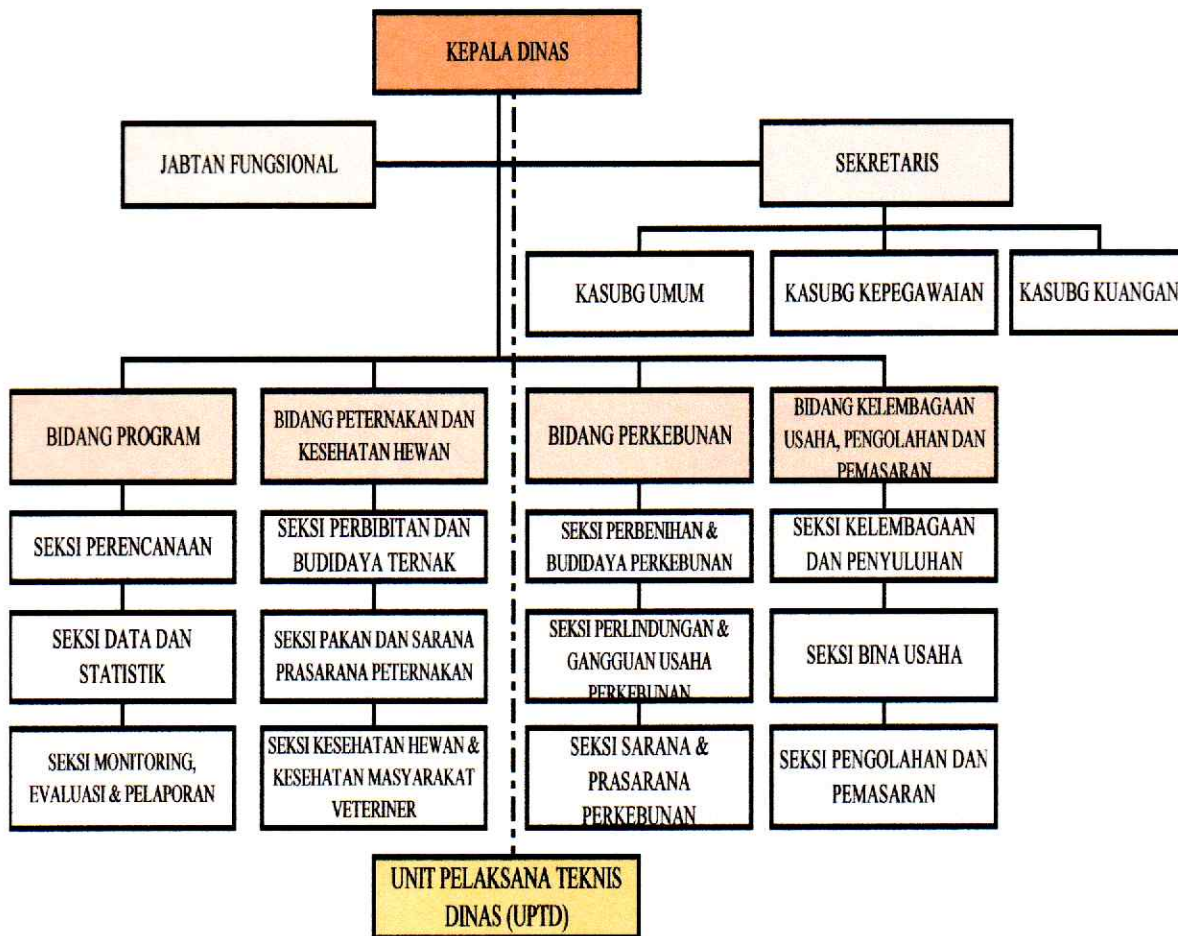 KEPALA DINAS
JABTAN FUNGSIONAL
SEKRETARIS
KASUBG UMUM
KASUBG KEPEGAWAIAN
KASUBG KUANGAN
BIDANG PROGRAM
BIDANG PETERNAKAN DAN
KESEHATAN HEWAN
BIDANG PERKEBUNAN
BIDANG KELEMBAGAAN
USAHA, PENGOLAHAN DAN
PEMASARAN
SEKSI PERENCANAAN
SEKSI PERBIBITAN DAN
BUDIDAYA TERNAK
SEKSI PERBENIHAN &
BUDIDAYA PERKEBUNAN
SEKSI KELEMBAGAAN
DAN PENYULUHAN
SEKSI DATA DAN
STATISTIK
SEKSI PAKAN DAN SARANA
PRASARANA PETERNAKAN
SEKSI PERLINDUNGAN &
GANGGUAN USAHA
PERKEBUNAN
SEKSI BINA USAHA
SEKSI MONITORING,
EVALUASI & PELAPORAN
SEKSI KESEHATAN HEWAN &
KESEHATAN MASYARAKAT
VETERINER
SEKSI SARANA &
PRASARANA
PERKEBUNAN
SEKSI PENGOLAHAN DAN
PEMASARAN
UNIT PELAKSANA TEKNIS
DINAS (UPTD)